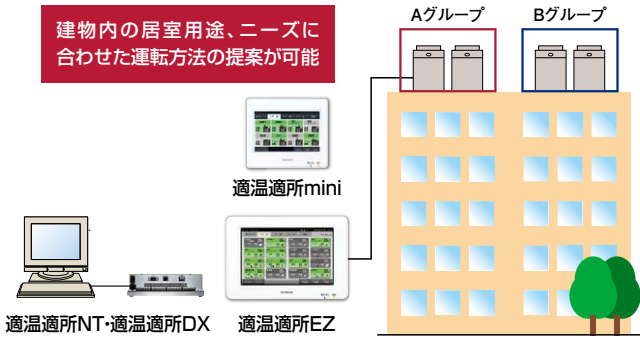 建物内の居室用途、ニーズに
合わせた運転方法の提案が可能
Aグループ
Bグループ
適温適所mini
適温適所NT・適温適所DX
適温適所EZ